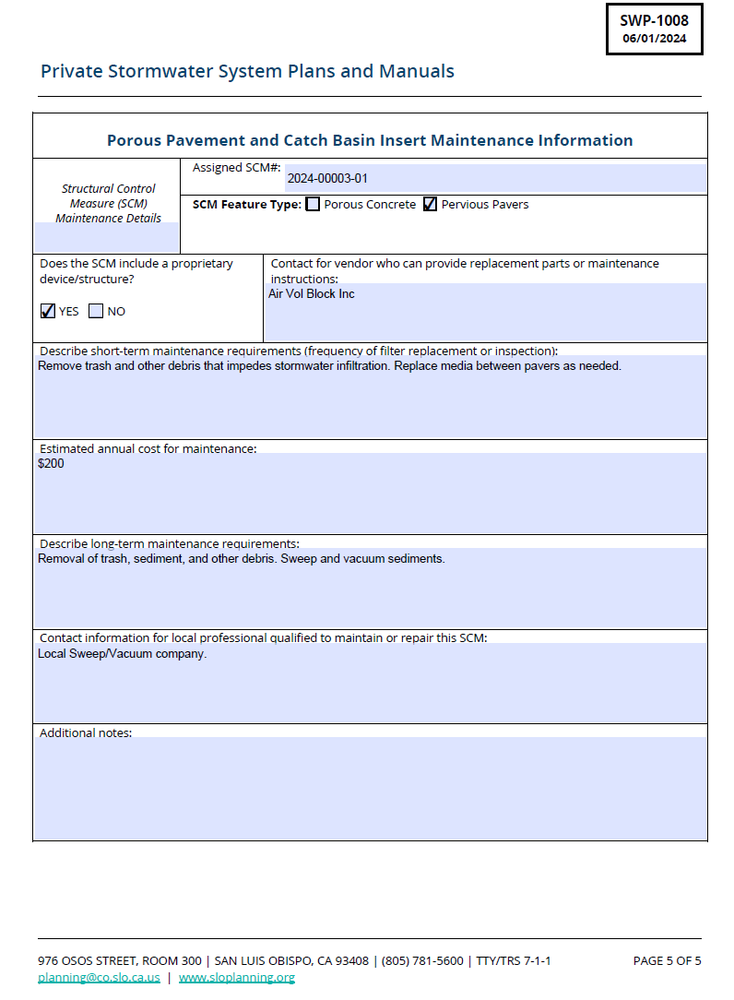 SWP-1008
06/01/2024
Private Stormwater System Plans and Manuals
Porous Pavement and Catch Basin Insert Maintenance Information
Structural Control
Measure (SCM)
Maintenance Details
Assigned SCM#:
2024-00003-01
SCM Feature Type: Porous Concrete Pervious Pavers
Does the SCM include a proprietary
device/structure?
YES NO
Contact for vendor who can provide replacement parts or maintenance
instructions:
Air Vol Block Inc
Describe short-term maintenance requirements (frequency of filter replacement or inspection):
Remove trash and other debris that impedes stormwater infiltration. Replace media between pavers as needed.
Estimated annual cost for maintenance:
$200
Describe long-term maintenance requirements:
Removal of trash, sediment, and other debris. Sweep and vacuum sediments.
Contact information for local professional qualified to maintain or repair this SCM:
Local Sweep/Vacuum company.
Additional notes:
976 OSOS STREET, ROOM 300 | SAN LUIS OBISPO, CA 93408 | (805) 781-5600 | TTY/TRS 7-1-1
PAGE 5 OF 5
planning@co.slo.ca.us | www.sloplanning.org